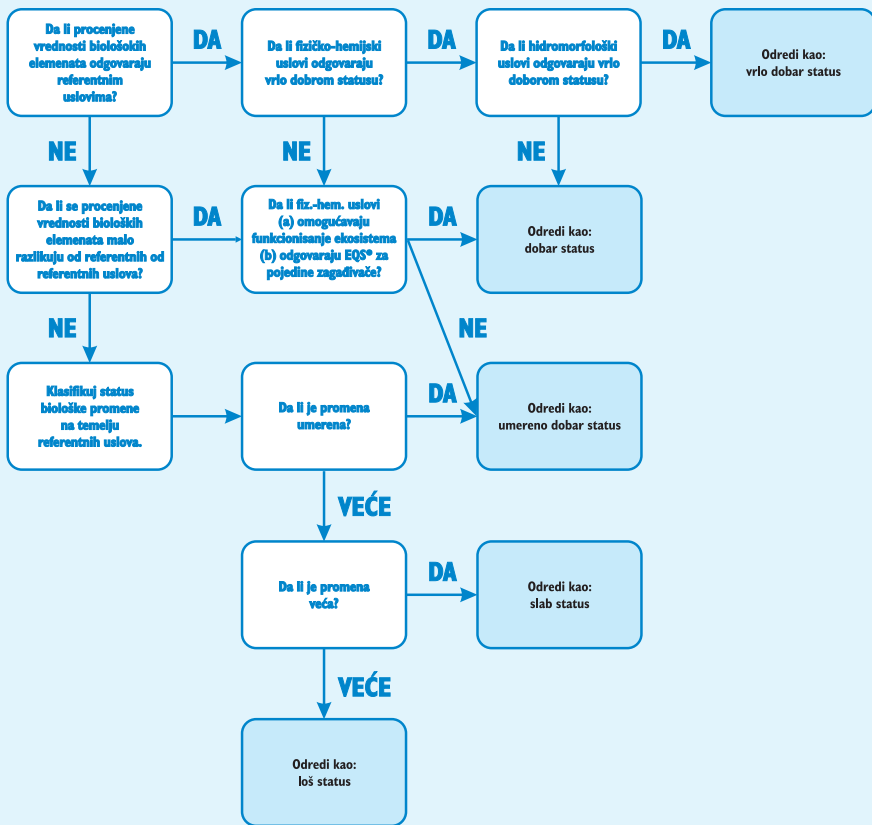 Da li procenjene
vrednosti biološokih
elemenata odgovaraju
referentnim
uslovima?
DA
Da li fizičko-hemijski
uslovi odgovaraju
vrlo dobrom statusu?
DA
Da li hidromorfološki
uslovi odgovaraju vrlo
doborom statusu?
DA
Odredi kao:
vrlo dobar status
NE
NE
NE
Da li se procenjene
vrednosti bioloških
elemenata malo
razlikuju od referentnih od
referentnih uslova?
DA
Da li fiz.-hem. uslovi
(a) omogućavaju
funkcionisanje ekosistema
(b) odgovaraju EQS® za
pojedine zagađivače?
DA
Odredi kao:
dobar status
NE
NE
Klasifikuj status
biološke promene
na temelju
referentnih uslova.
Da li je promena
umerena?
DA
Odredi kao:
umereno dobar status
VEĆE
Da li je promena
veća?
DA
Odredi kao:
slab status
VEĆE
Odredi kao:
loš status